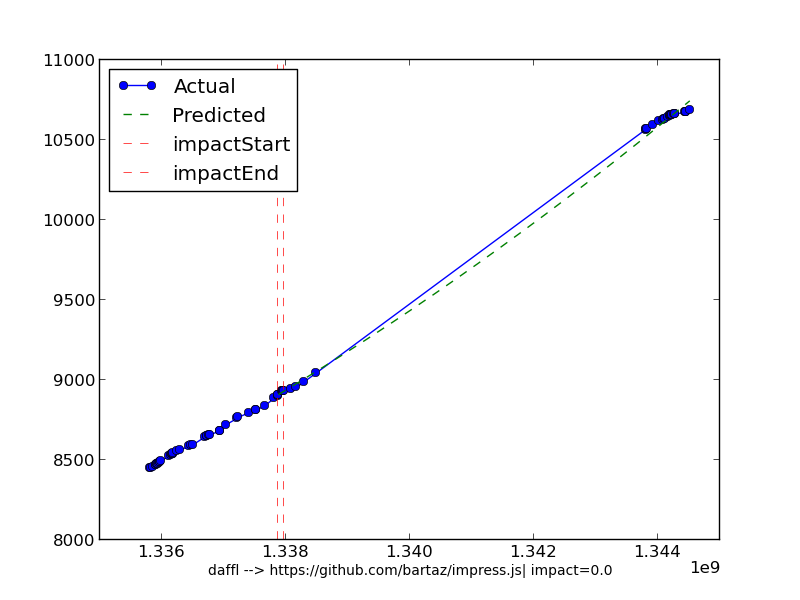 11000
10500
10000
9500
9000
8500
8000
Actual
Predicted
impactStart
impactEnd
1.336 1.338 1.340 1.342 1.344
1e9
daffl --> https://github.com/bartaz/impress.js| impact=0.0